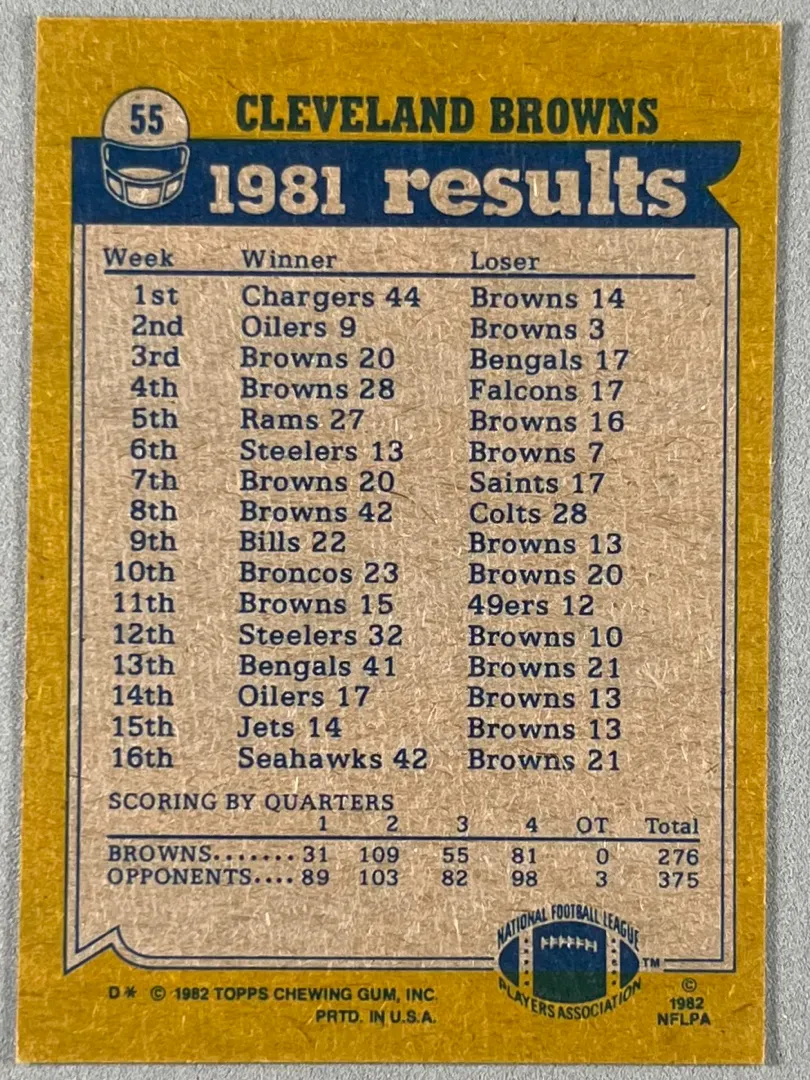 55
CLEVELAND BROWNS
1981 results
Week Winner Loser
1st Chargers 44 Browns 14
2nd Oilers 9 Browns 3
3rd Browns 20 Bengals 17
4th Browns 28 Falcons 17
5th Rams 27 Browns 16
6th Steelers 13 Browns 7
7th Browns 20 Saints 17
8th Browns 42 Colts 28
9th Bills 22 Browns 13
10th Broncos 23 Browns 20
11th Browns 15 49ers 12
12th Steelers 32 Browns 10
13th Bengals 41 Browns 21
14th Oilers 17 Browns 13
15th Jets 14 Browns 13
16th Seahawks 42 Browns 21
SCORING BY QUARTERS
1 2 3 4 OT Total
BROWNS....... 31 109 55 81 0 276
OPPONENTS.... 89 103 82 98 3 375
NATIONAL FOOTBALL LEAGUE
PLAYERS ASSOCIATION
TM
D* © 1982 TOPPS CHEWING GUM, INC.
PRTD. IN U.S.A.
©
1982
NFLPA